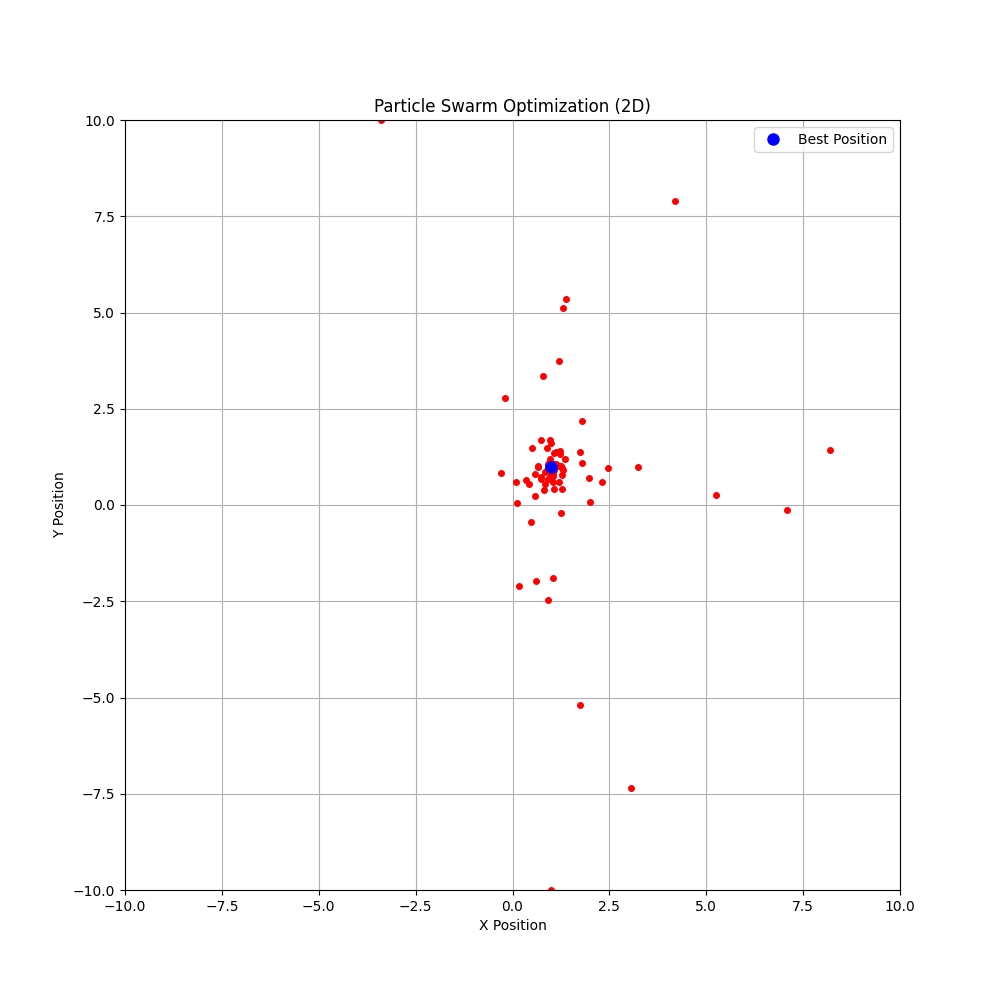 Particle Swarm Optimization (2D)
Best Position
10.0
7.5
5.0
2.5
0.0
−2.5
−5.0
−7.5
−10.0
Y Position
−10.0 −7.5 −5.0 −2.5 0.0 2.5 5.0 7.5 10.0
X Position